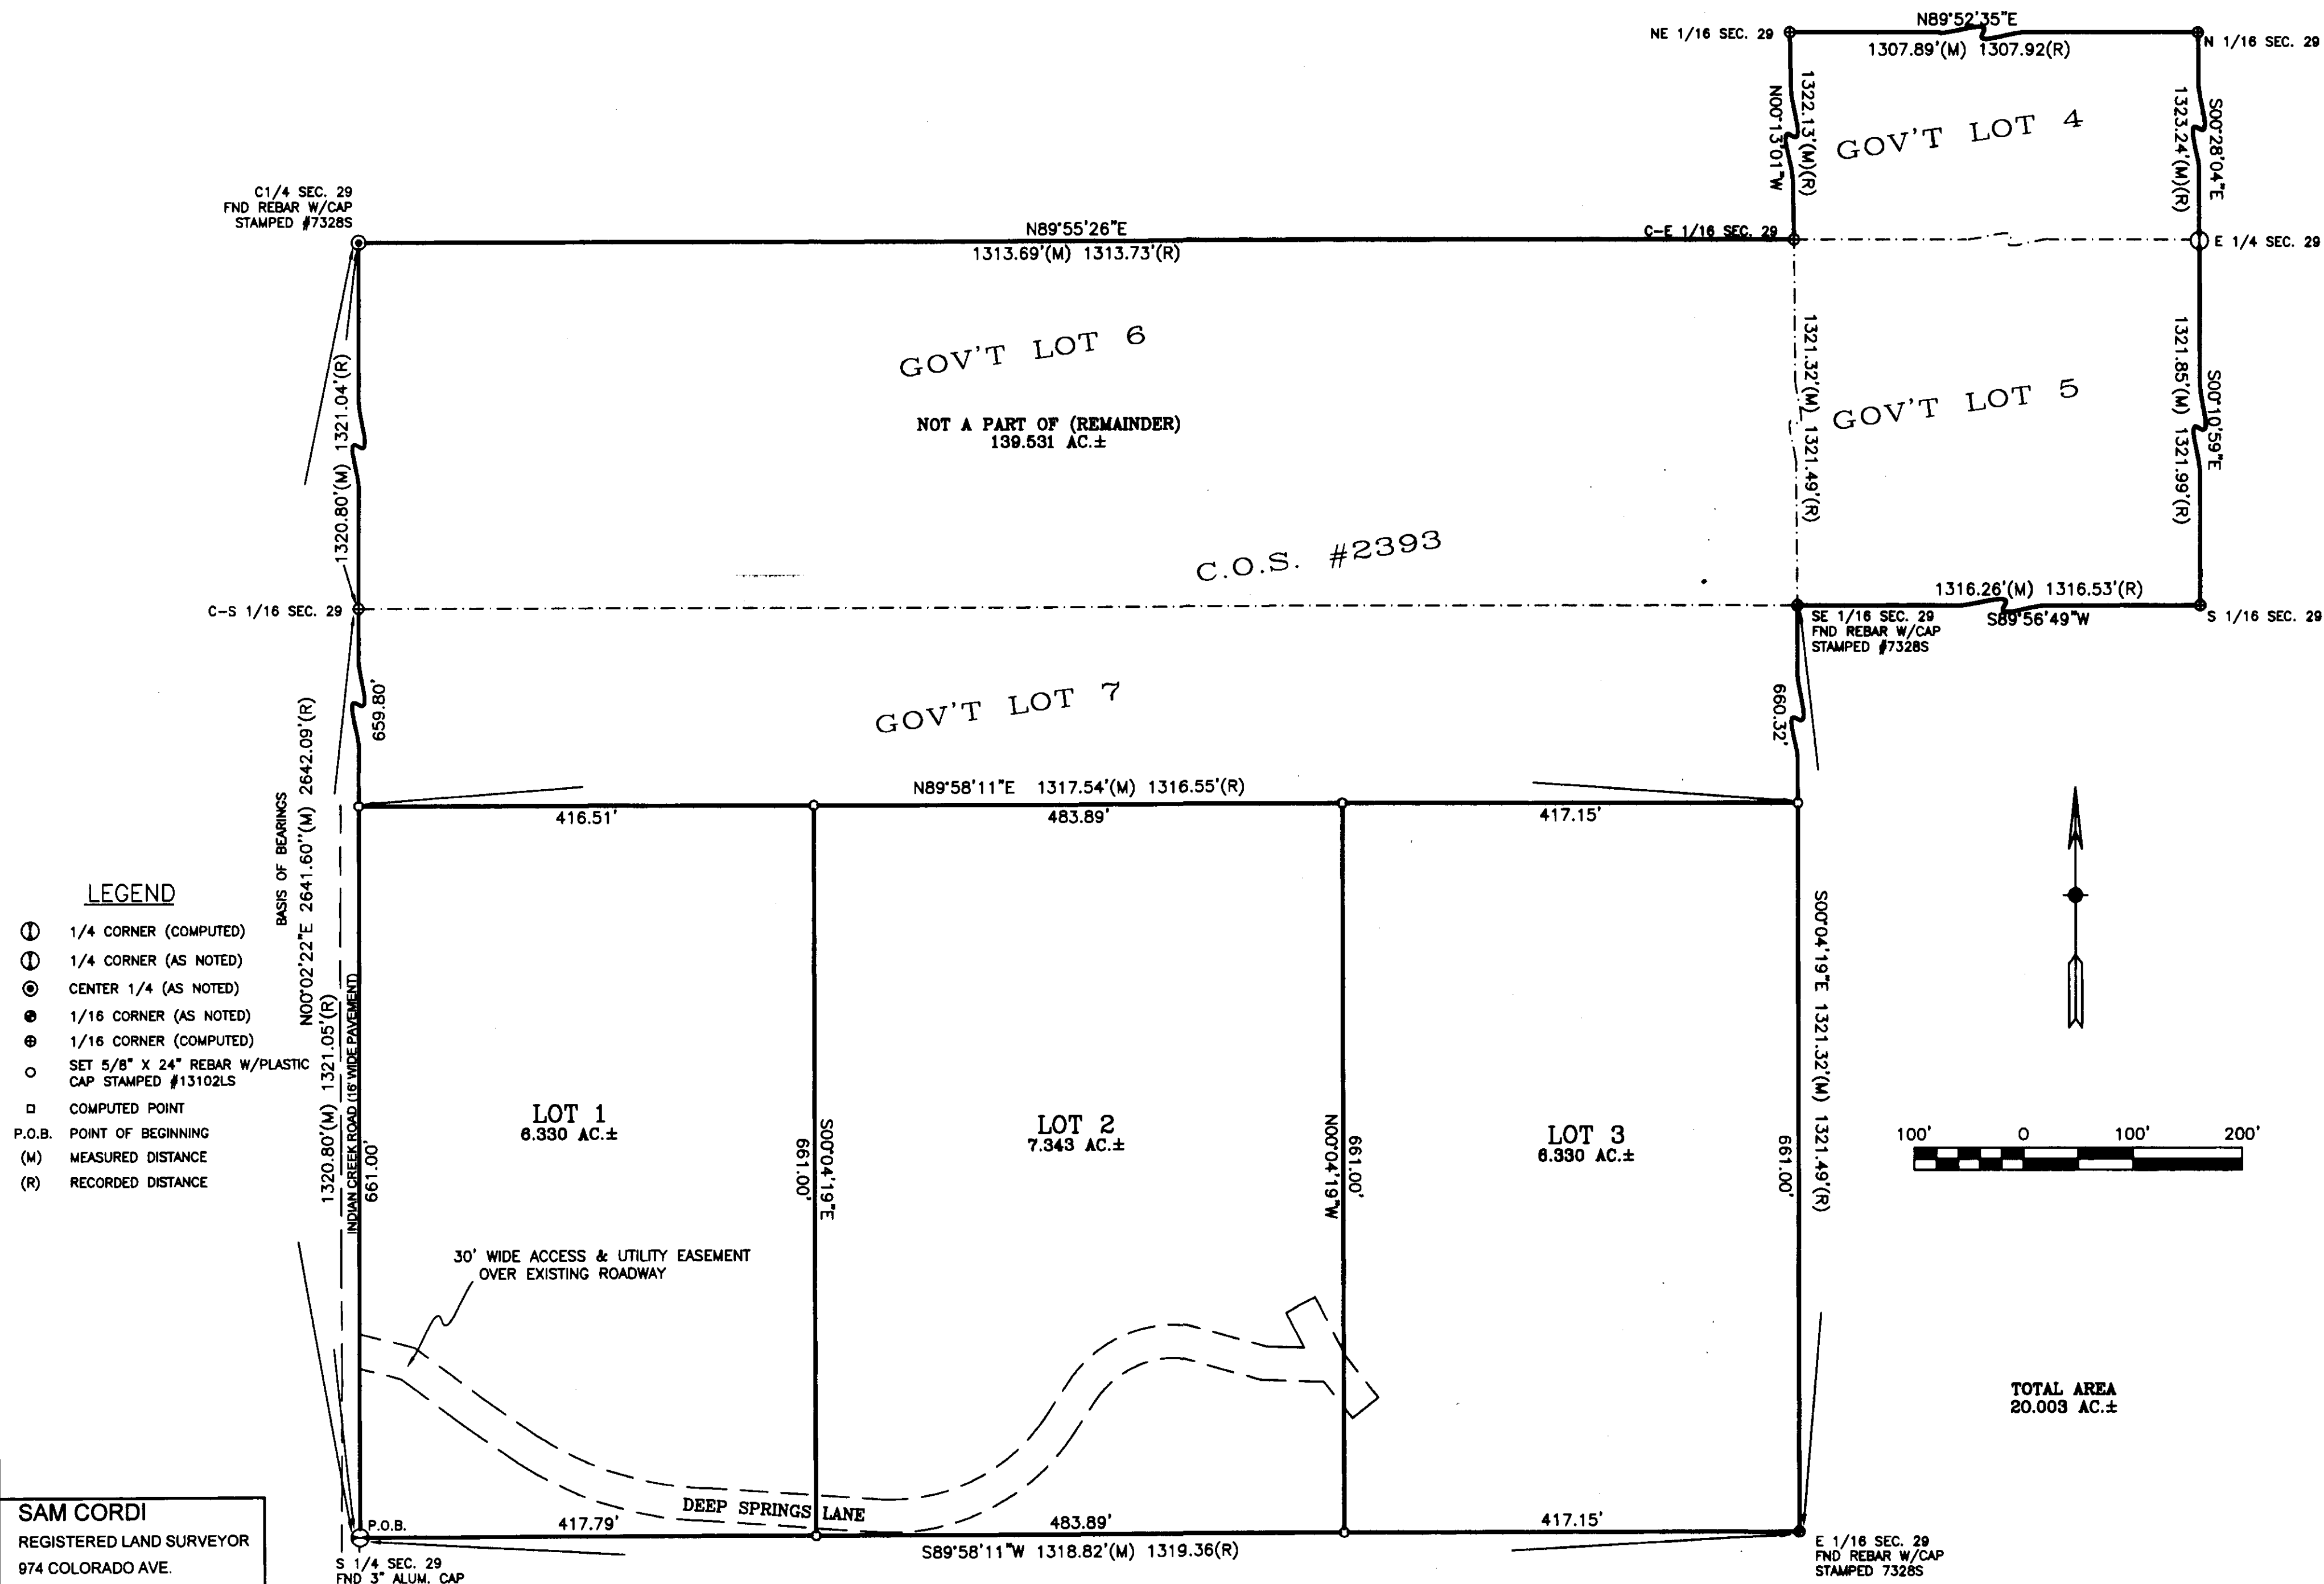 N89°52'35"E
NE 1/16 SEC. 29
N 1/16 SEC. 29
1307.89'(M) 1307.92(R)
N00°13'01"W
1322.13'(M)(R)
GOV'T LOT 4
1323.24'(M)(R)
S00°28'04"E
C1/4 SEC. 29
FND REBAR W/CAP
STAMPED #7328S
N89°55'26"E
1313.69'(M) 1313.73'(R)
C-E 1/16 SEC. 29
E 1/4 SEC. 29
1320.80'(M) 1321.04'(R)
GOV'T LOT 6
NOT A PART OF (REMAINDER)
139.531 AC.±
1321.32'(M) 1321.49'(R)
GOV'T LOT 5
1321.85'(M) 1321.99'(R)
S00°10'59"E
C.O.S. #2393
C-S 1/16 SEC. 29
1316.26'(M) 1316.53'(R)
S89°56'49"W
S 1/16 SEC. 29
SE 1/16 SEC. 29
FND REBAR W/CAP
STAMPED #7328S
659.80'
GOV'T LOT 7
660.32'
BASIS OF BEARINGS
N00°02'22"E 2641.60"(M) 2642.09'(R)
N89°58'11"E 1317.54'(M) 1316.55'(R)
416.51'
483.89'
417.15'
LEGEND
1/4 CORNER (COMPUTED)
1/4 CORNER (AS NOTED)
CENTER 1/4 (AS NOTED)
1/16 CORNER (AS NOTED)
1/16 CORNER (COMPUTED)
SET 5/8" X 24" REBAR W/PLASTIC
CAP STAMPED #13102LS
COMPUTED POINT
P.O.B. POINT OF BEGINNING
(M) MEASURED DISTANCE
(R) RECORDED DISTANCE
1320.80'(M) 1321.05'(R)
INDIAN CREEK ROAD (16' WIDE PAVEMENT)
661.00'
LOT 1
6.330 AC.±
S00°04'19"E
661.00'
LOT 2
7.343 AC.±
N00°04'19"W
661.00'
LOT 3
6.330 AC.±
661.00'
S00°04'19"E 1321.32'(M) 1321.49'(R)
100' 0 100' 200'
30' WIDE ACCESS & UTILITY EASEMENT
OVER EXISTING ROADWAY
TOTAL AREA
20.003 AC.±
DEEP SPRINGS LANE
P.O.B.
417.79'
483.89'
417.15'
S89°58'11"W 1318.82'(M) 1319.36(R)
S 1/4 SEC. 29
FND 3" ALUM. CAP
E 1/16 SEC. 29
FND REBAR W/CAP
STAMPED 7328S
SAM CORDI
REGISTERED LAND SURVEYOR
974 COLORADO AVE.